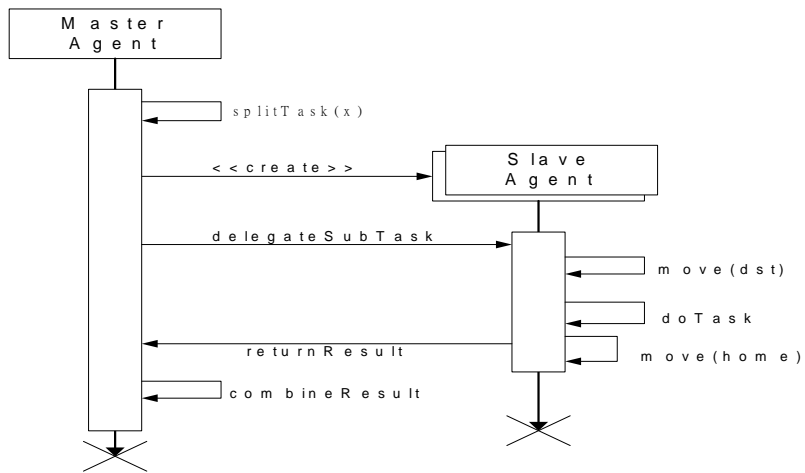 Master
Agent
splitTask(x)
<<create>>
Slave
Agent
delegateSubTask
move(dst)
doTask
returnResult
move(home)
combineResult